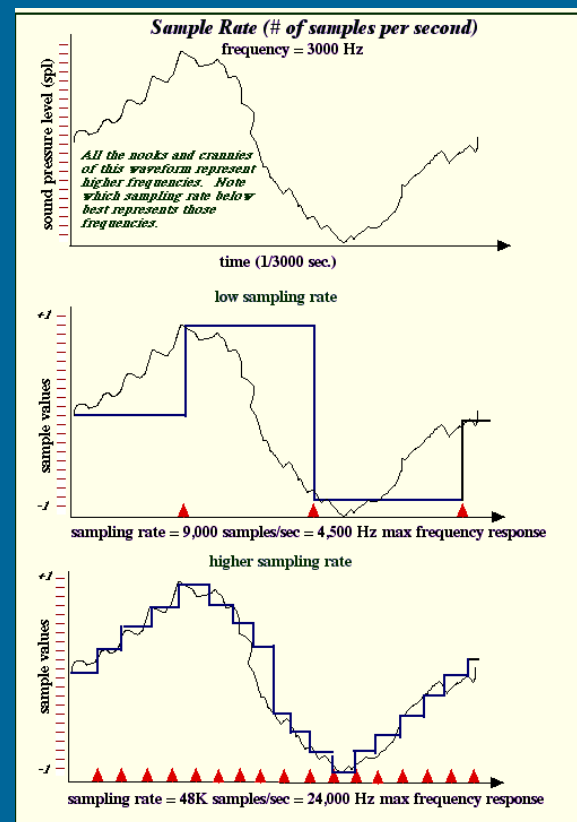 Sample Rate (# of samples per second)
frequency = 3000 Hz
sound pressure level (spl)
All the nooks and crannies
of this waveform represent
higher frequencies. Note
which sampling rate below
best represents those
frequencies.
time (1/3000 sec.)
low sampling rate
+1
sample values
-1
sampling rate = 9,000 samples/sec = 4,500 Hz max frequency response
higher sampling rate
+1
sample values
-1
sampling rate = 48K samples/sec = 24,000 Hz max frequency response